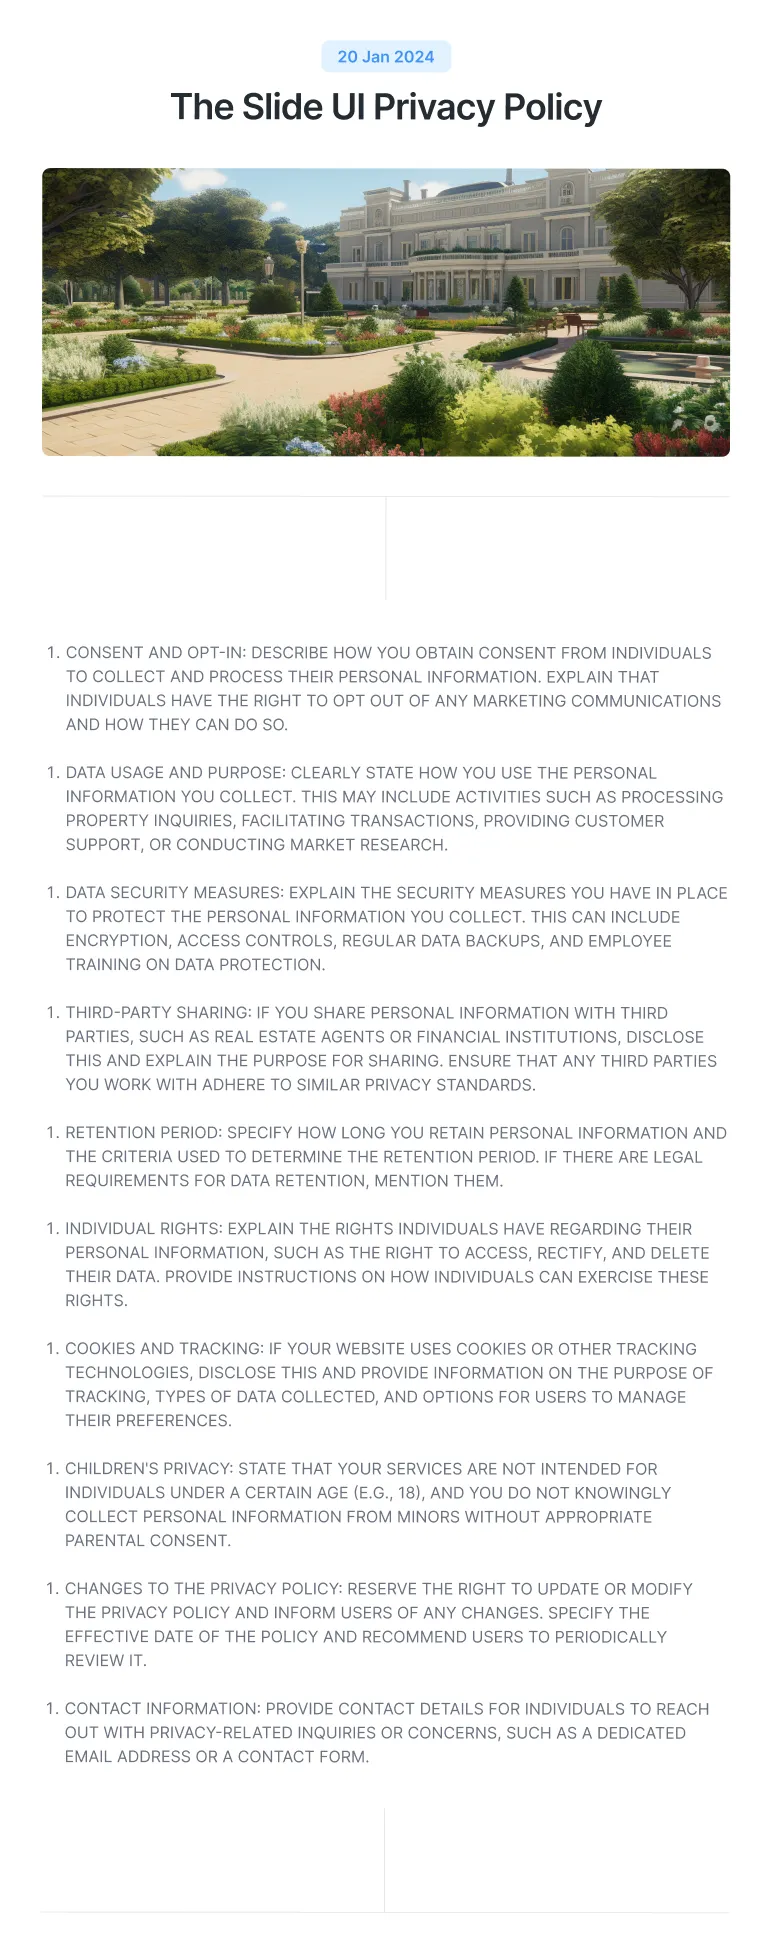 20 Jan 2024
The Slide UI Privacy Policy
1. CONSENT AND OPT-IN: DESCRIBE HOW YOU OBTAIN CONSENT FROM INDIVIDUALS
TO COLLECT AND PROCESS THEIR PERSONAL INFORMATION. EXPLAIN THAT
INDIVIDUALS HAVE THE RIGHT TO OPT OUT OF ANY MARKETING COMMUNICATIONS
AND HOW THEY CAN DO SO.
1. DATA USAGE AND PURPOSE: CLEARLY STATE HOW YOU USE THE PERSONAL
INFORMATION YOU COLLECT. THIS MAY INCLUDE ACTIVITIES SUCH AS PROCESSING
PROPERTY INQUIRIES, FACILITATING TRANSACTIONS, PROVIDING CUSTOMER
SUPPORT, OR CONDUCTING MARKET RESEARCH.
1. DATA SECURITY MEASURES: EXPLAIN THE SECURITY MEASURES YOU HAVE IN PLACE
TO PROTECT THE PERSONAL INFORMATION YOU COLLECT. THIS CAN INCLUDE
ENCRYPTION, ACCESS CONTROLS, REGULAR DATA BACKUPS, AND EMPLOYEE
TRAINING ON DATA PROTECTION.
1. THIRD-PARTY SHARING: IF YOU SHARE PERSONAL INFORMATION WITH THIRD
PARTIES, SUCH AS REAL ESTATE AGENTS OR FINANCIAL INSTITUTIONS, DISCLOSE
THIS AND EXPLAIN THE PURPOSE FOR SHARING. ENSURE THAT ANY THIRD PARTIES
YOU WORK WITH ADHERE TO SIMILAR PRIVACY STANDARDS.
1. RETENTION PERIOD: SPECIFY HOW LONG YOU RETAIN PERSONAL INFORMATION AND
THE CRITERIA USED TO DETERMINE THE RETENTION PERIOD. IF THERE ARE LEGAL
REQUIREMENTS FOR DATA RETENTION, MENTION THEM.
1. INDIVIDUAL RIGHTS: EXPLAIN THE RIGHTS INDIVIDUALS HAVE REGARDING THEIR
PERSONAL INFORMATION, SUCH AS THE RIGHT TO ACCESS, RECTIFY, AND DELETE
THEIR DATA. PROVIDE INSTRUCTIONS ON HOW INDIVIDUALS CAN EXERCISE THESE
RIGHTS.
1. COOKIES AND TRACKING: IF YOUR WEBSITE USES COOKIES OR OTHER TRACKING
TECHNOLOGIES, DISCLOSE THIS AND PROVIDE INFORMATION ON THE PURPOSE OF
TRACKING, TYPES OF DATA COLLECTED, AND OPTIONS FOR USERS TO MANAGE
THEIR PREFERENCES.
1. CHILDREN'S PRIVACY: STATE THAT YOUR SERVICES ARE NOT INTENDED FOR
INDIVIDUALS UNDER A CERTAIN AGE (E.G., 18), AND YOU DO NOT KNOWINGLY
COLLECT PERSONAL INFORMATION FROM MINORS WITHOUT APPROPRIATE
PARENTAL CONSENT.
1. CHANGES TO THE PRIVACY POLICY: RESERVE THE RIGHT TO UPDATE OR MODIFY
THE PRIVACY POLICY AND INFORM USERS OF ANY CHANGES. SPECIFY THE
EFFECTIVE DATE OF THE POLICY AND RECOMMEND USERS TO PERIODICALLY
REVIEW IT.
1. CONTACT INFORMATION: PROVIDE CONTACT DETAILS FOR INDIVIDUALS TO REACH
OUT WITH PRIVACY-RELATED INQUIRIES OR CONCERNS, SUCH AS A DEDICATED
EMAIL ADDRESS OR A CONTACT FORM.